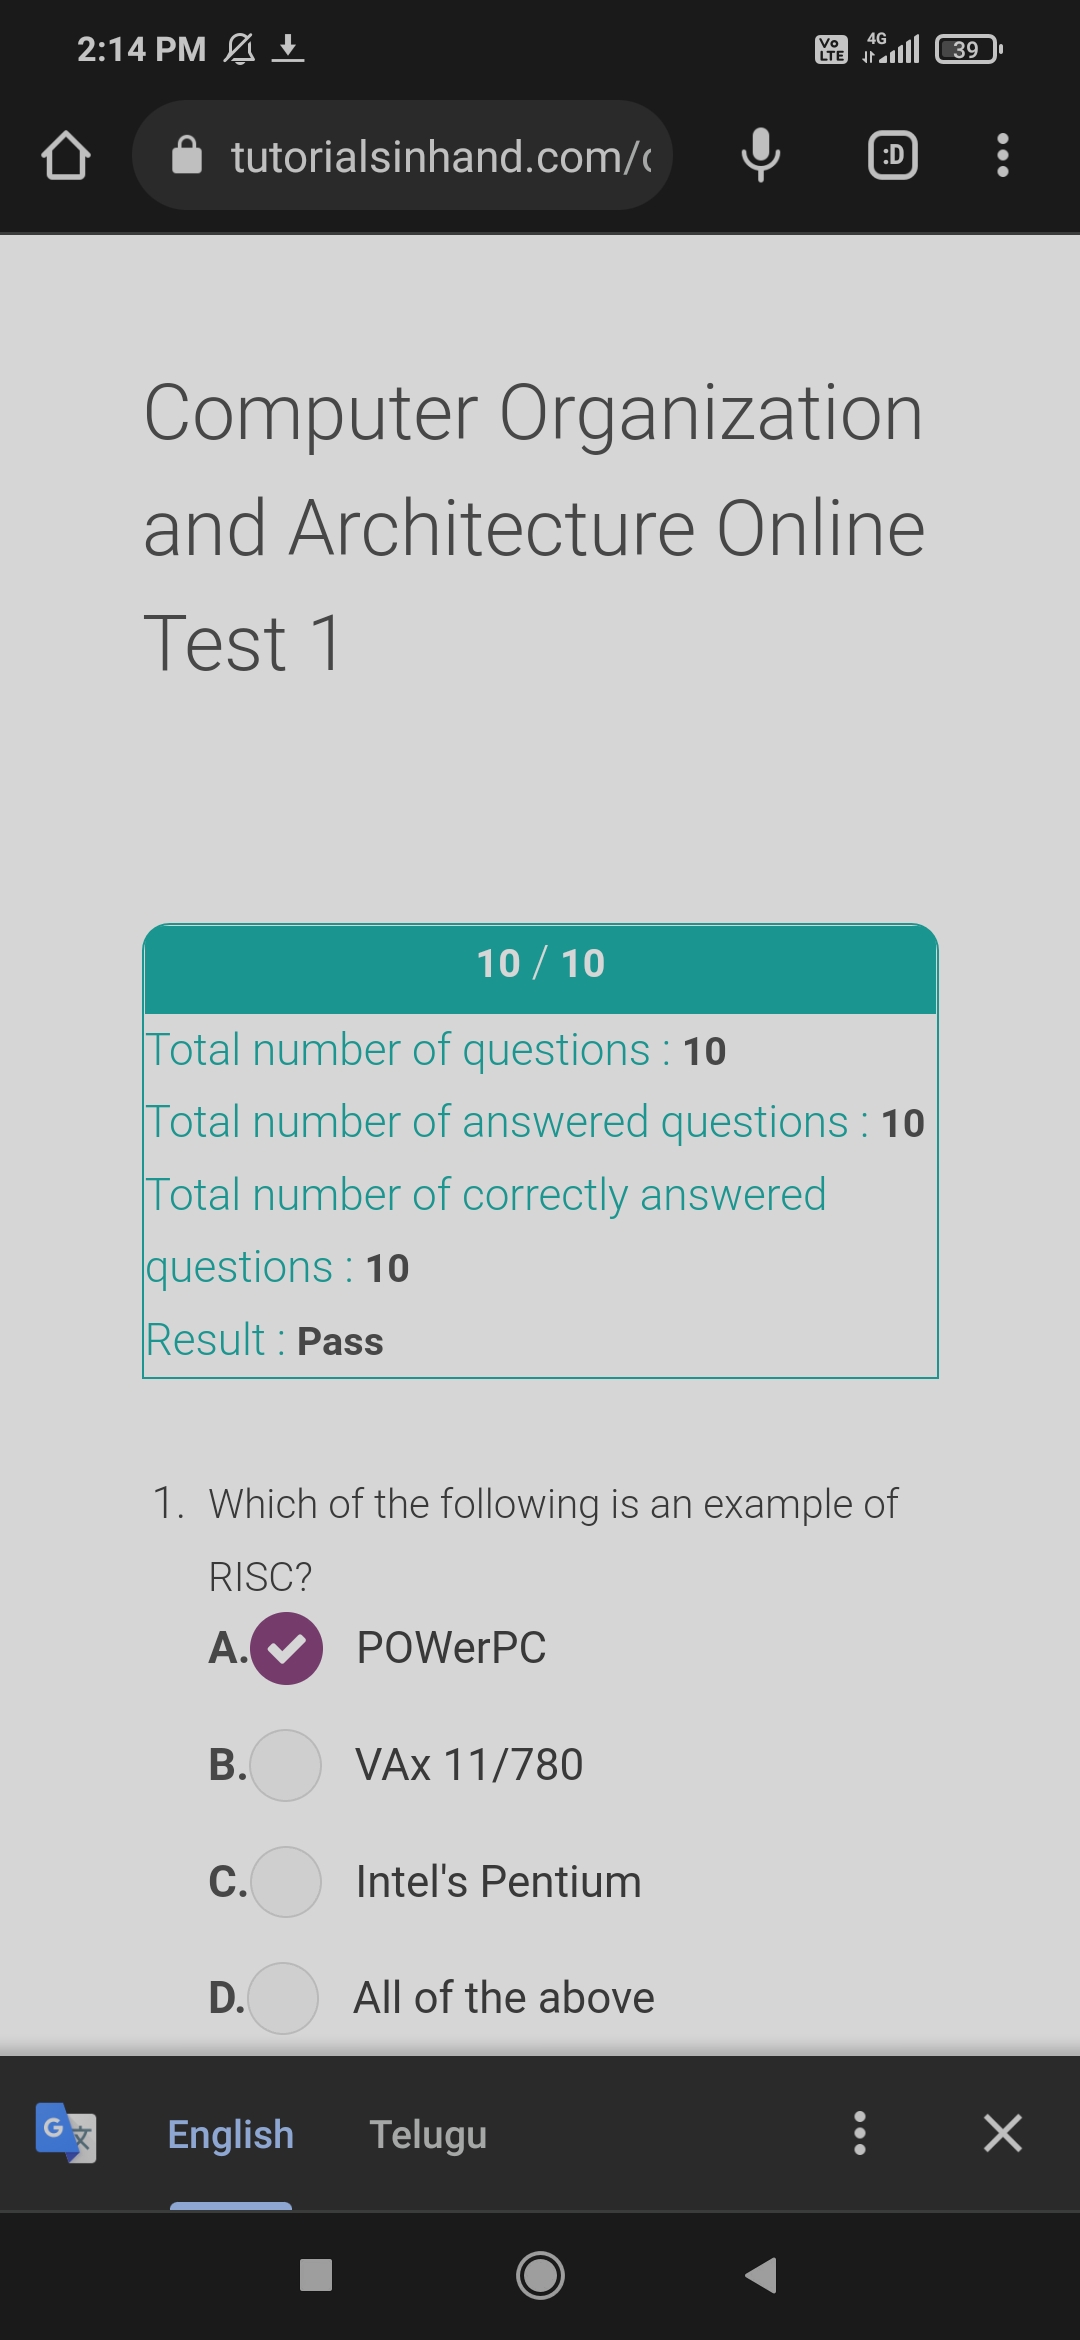 2:14 PM
Vo LTE 4G 39
tutorialsinhand.com/
:D
Computer Organization
and Architecture Online
Test 1
10 / 10
Total number of questions : 10
Total number of answered questions : 10
Total number of correctly answered
questions : 10
Result : Pass
1. Which of the following is an example of
RISC?
A. POWerPC
B. VAx 11/780
C. Intel's Pentium
D. All of the above
G 文
English Telugu